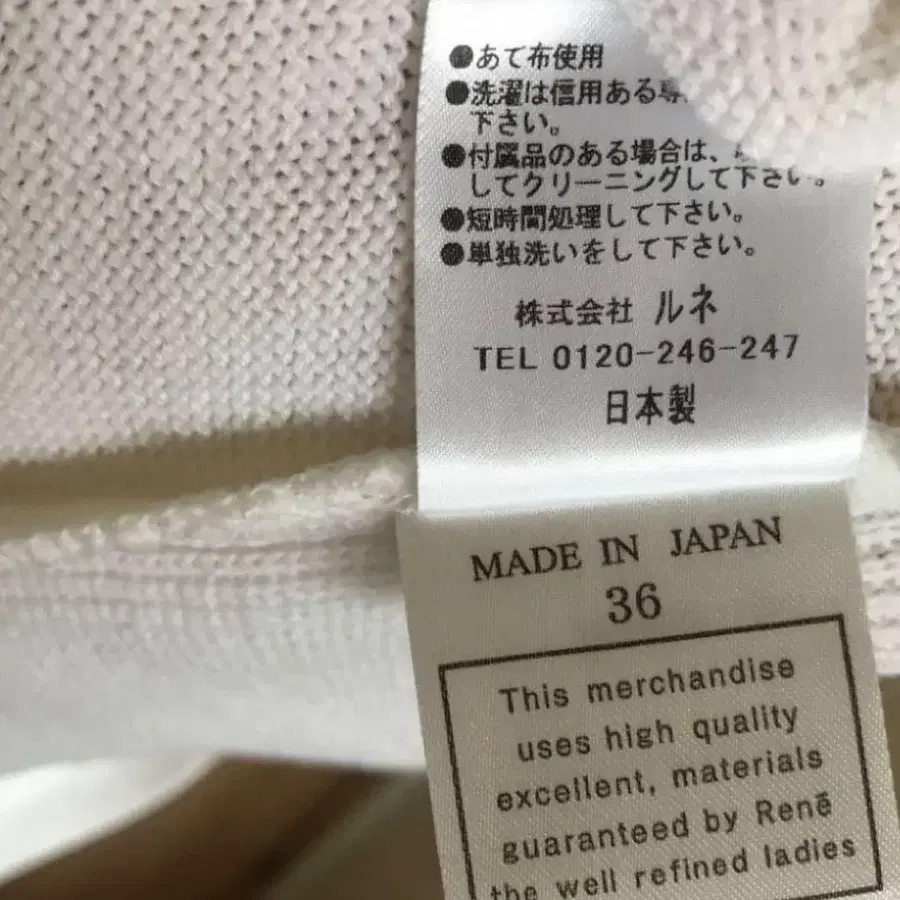 ●あて布使用
●洗濯は信用ある専
下さい。
●付属品のある場合は、
してクリーニングして下さい。
●短時間処理して下さい。
●単独洗いをして下さい。
株式会社 ルネ
TEL 0120-246-247
日本製
MADE IN JAPAN
36
This merchandise
uses high quality
excellent, materials
guaranteed by René
the well refined ladies